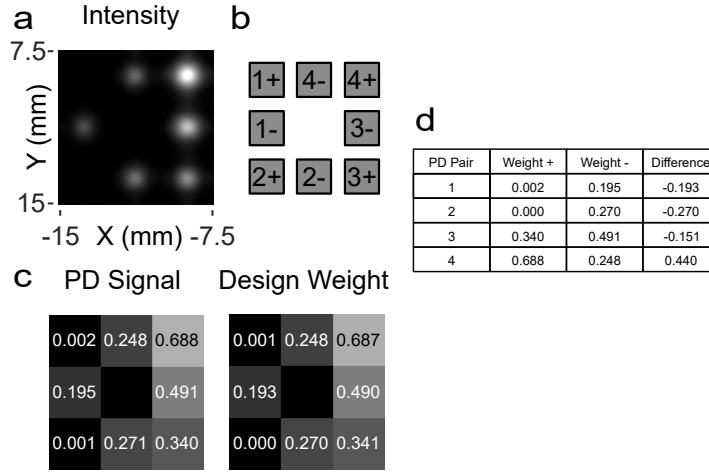 a Intensity
7.5-
Y (mm)
15-
-15 X (mm) -7.5
b
1+ 4- 4+
1- 3-
2+ 2- 3+
c PD Signal
0.002 0.248 0.688
0.195 0.491
0.001 0.271 0.340
Design Weight
0.001 0.248 0.687
0.193 0.490
0.000 0.270 0.341
d
PD Pair Weight + Weight - Difference
1 0.002 0.195 -0.193
2 0.000 0.270 -0.270
3 0.340 0.491 -0.151
4 0.688 0.248 0.440